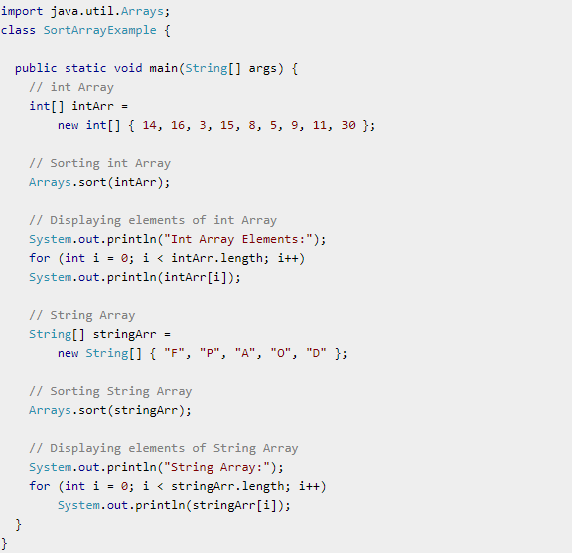 import java.util.Arrays;
class SortArrayExample {
public static void main(String[] args) {
// int Array
int[] intArr =
new int[] { 14, 16, 3, 15, 8, 5, 9, 11, 30 };
// Sorting int Array
Arrays.sort(intArr);
// Displaying elements of int Array
System.out.println("Int Array Elements:");
for (int i = 0; i < intArr.length; i++)
System.out.println(intArr[i]);
// String Array
String[] stringArr =
new String[] { "F", "P", "A", "O", "D" };
// Sorting String Array
Arrays.sort(stringArr);
// Displaying elements of String Array
System.out.println("String Array:");
for (int i = 0; i < stringArr.length; i++)
System.out.println(stringArr[i]);
}
}